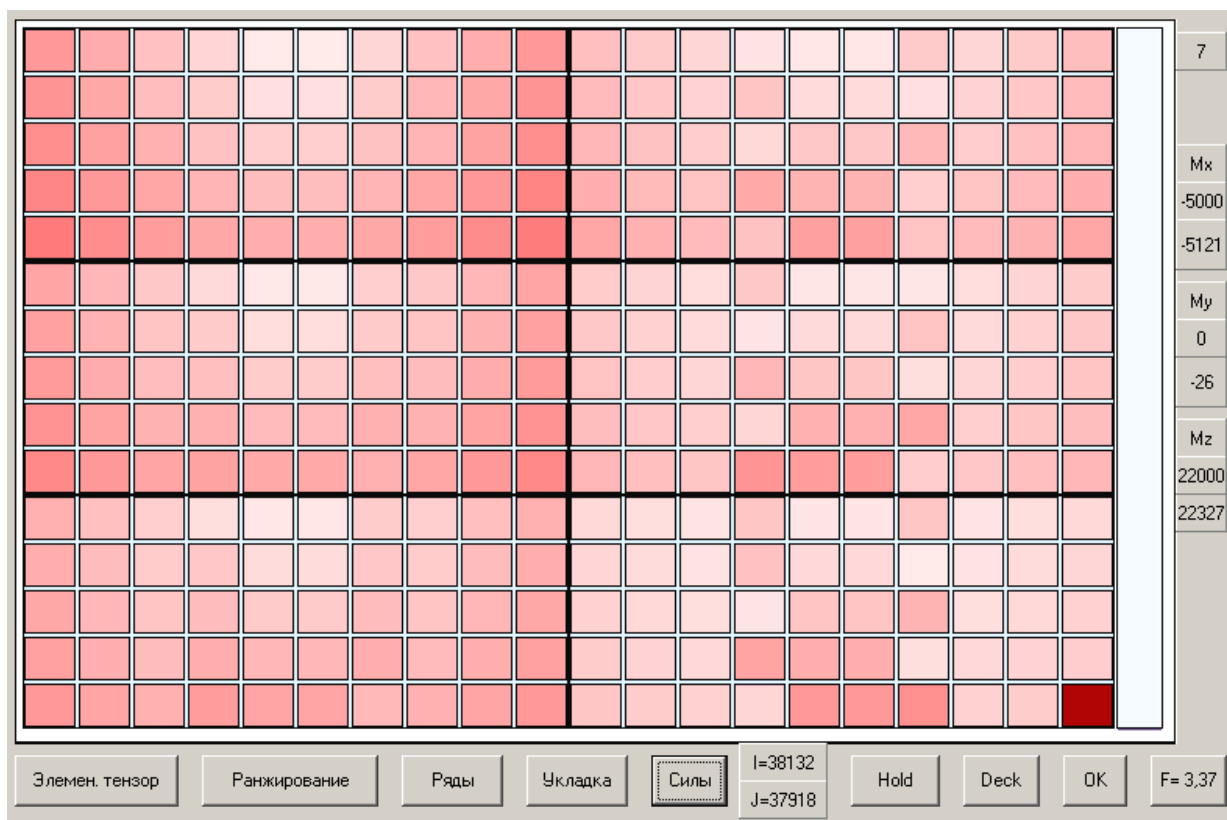 7
Mx
-5000
-5121
My
0
-26
Mz
22000
22327
Элемен. тензор
Ранжирование
Ряды
Укладка
Силы
I=38132
J=37918
Hold
Deck
OK
F= 3,37